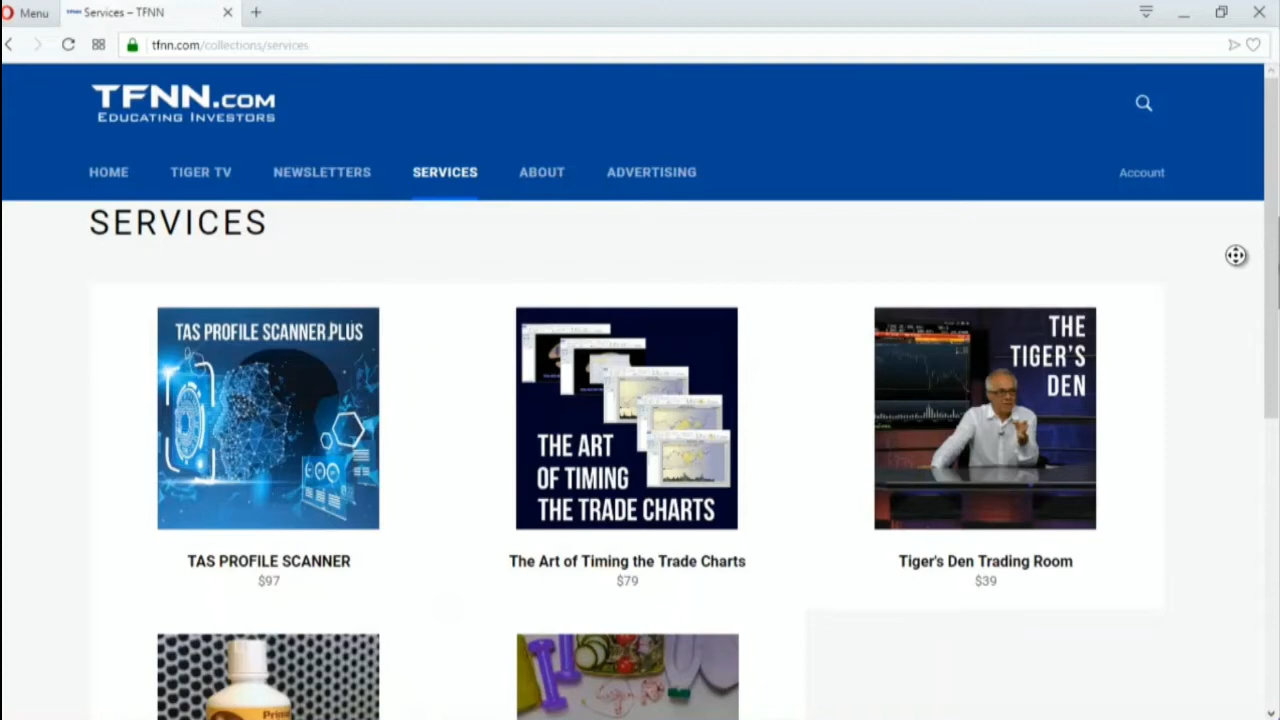 Menu
Services – TFNN
tfnn.com/collections/services
TFNN.COM
EDUCATING INVESTORS
HOME
TIGER TV
NEWSLETTERS
SERVICES
ABOUT
ADVERTISING
Account
SERVICES
TAS PROFILE SCANNER PLUS
THE ART
OF TIMING
THE TRADE CHARTS
THE
TIGER'S
DEN
TAS PROFILE SCANNER
$97
The Art of Timing the Trade Charts
$79
Tiger's Den Trading Room
$39